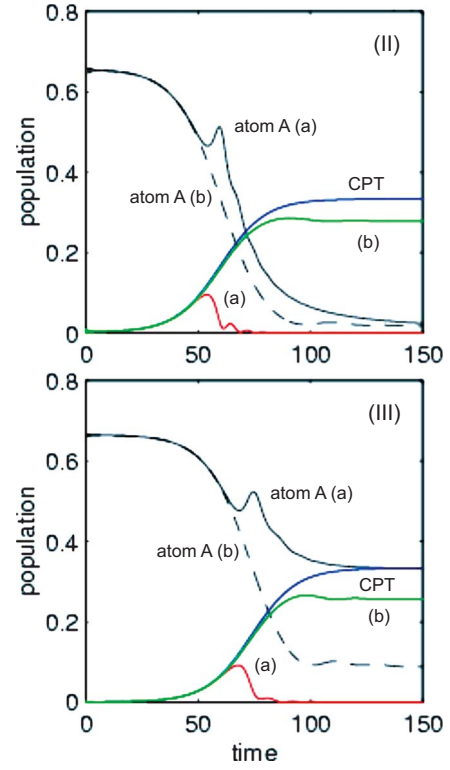 0.8
(II)
0.6
atom A (a)
population
0.4
CPT
atom A (b)
(b)
0.2
(a)
0
0
50
100
150
0.8
(III)
0.6
atom A (a)
population
atom A (b)
0.4
CPT
(b)
0.2
(a)
0
0
50
100
150
time